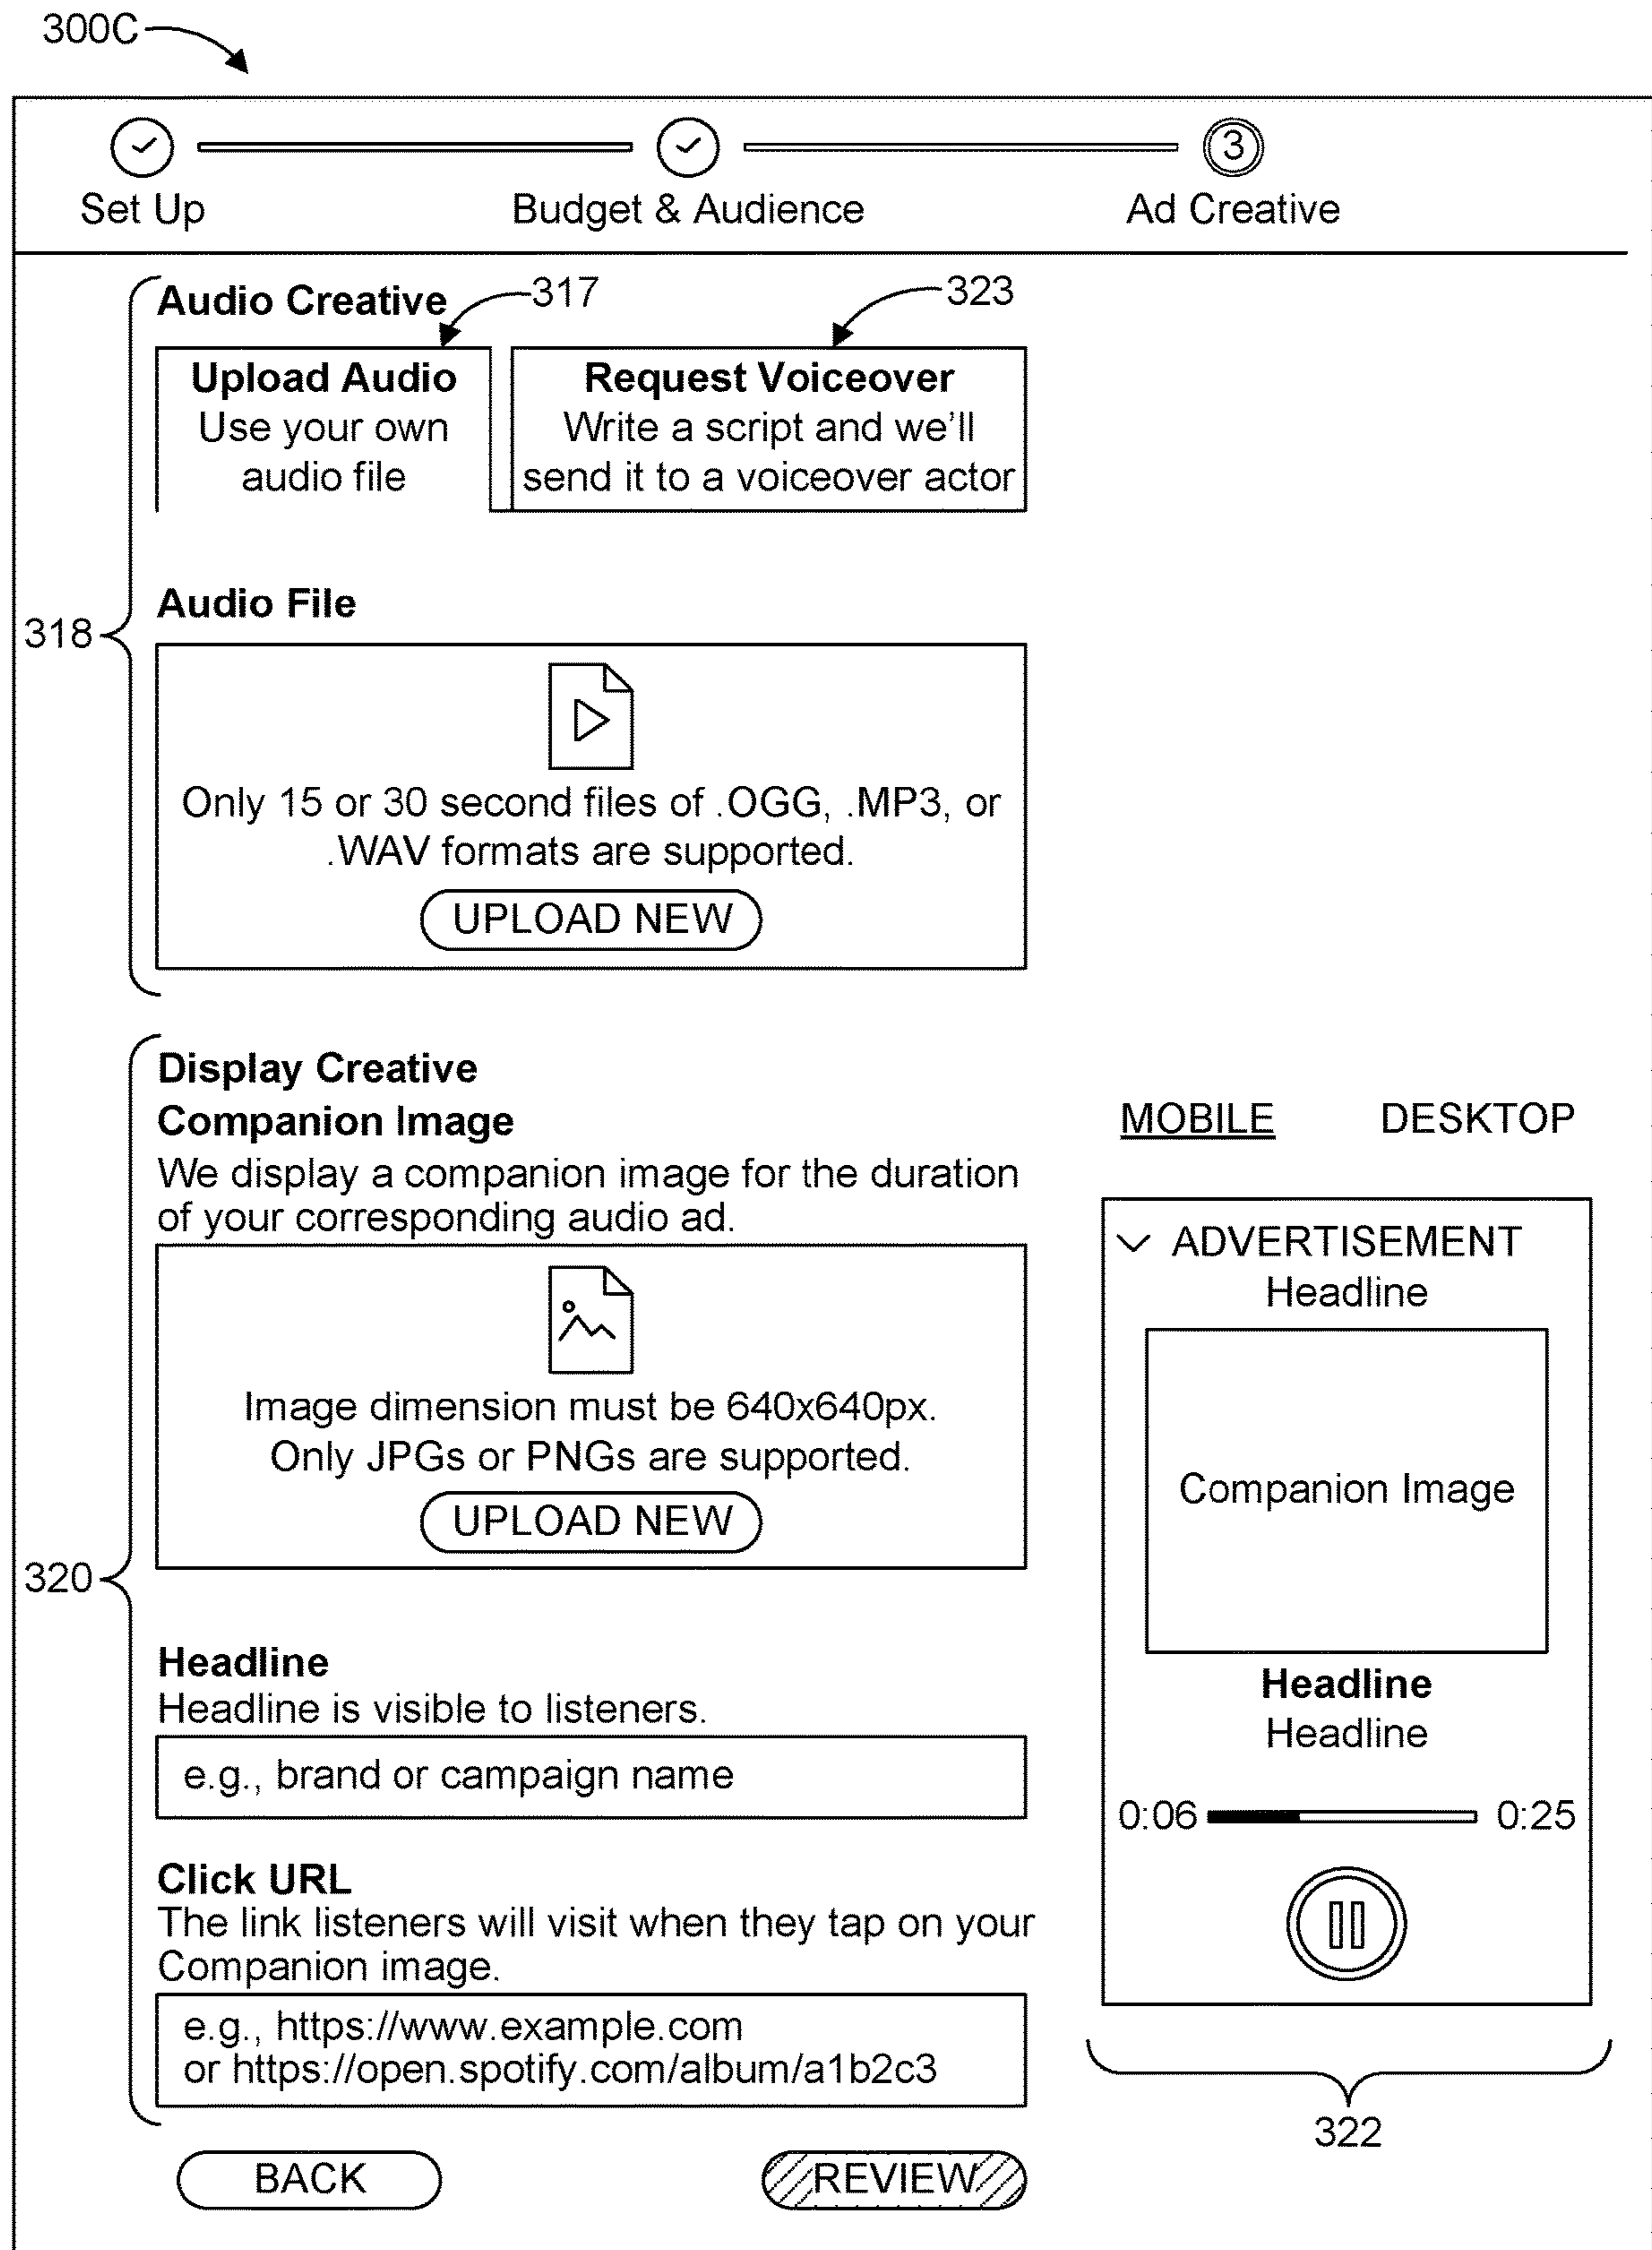 300C
3
Set Up
Budget & Audience
Ad Creative
Audio Creative
317
323
Upload Audio
Use your own
audio file
Request Voiceover
Write a script and we'll
send it to a voiceover actor
318
Audio File
Only 15 or 30 second files of .OGG, .MP3, or
.WAV formats are supported.
UPLOAD NEW
320
Display Creative
Companion Image
We display a companion image for the duration
of your corresponding audio ad.
Image dimension must be 640x640px.
Only JPGs or PNGs are supported.
UPLOAD NEW
Headline
Headline is visible to listeners.
e.g., brand or campaign name
Click URL
The link listeners will visit when they tap on your
Companion image.
e.g., https://www.example.com
or https://open.spotify.com/album/a1b2c3
BACK
REVIEW
MOBILE
DESKTOP
ADVERTISEMENT
Headline
Companion Image
Headline
Headline
0:06
0:25
322